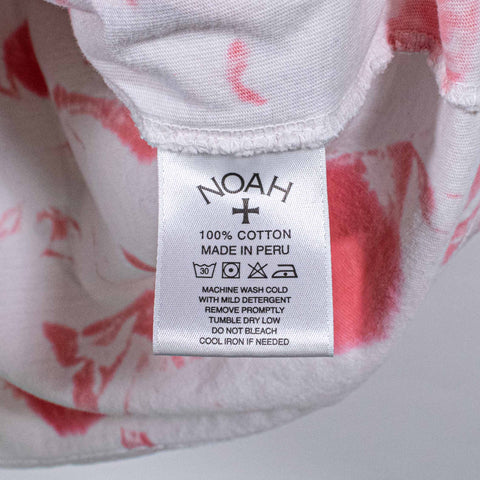 NOAH
100% COTTON
MADE IN PERU
30
MACHINE WASH COLD
WITH MILD DETERGENT
REMOVE PROMPTLY
TUMBLE DRY LOW
DO NOT BLEACH
COOL IRON IF NEEDED